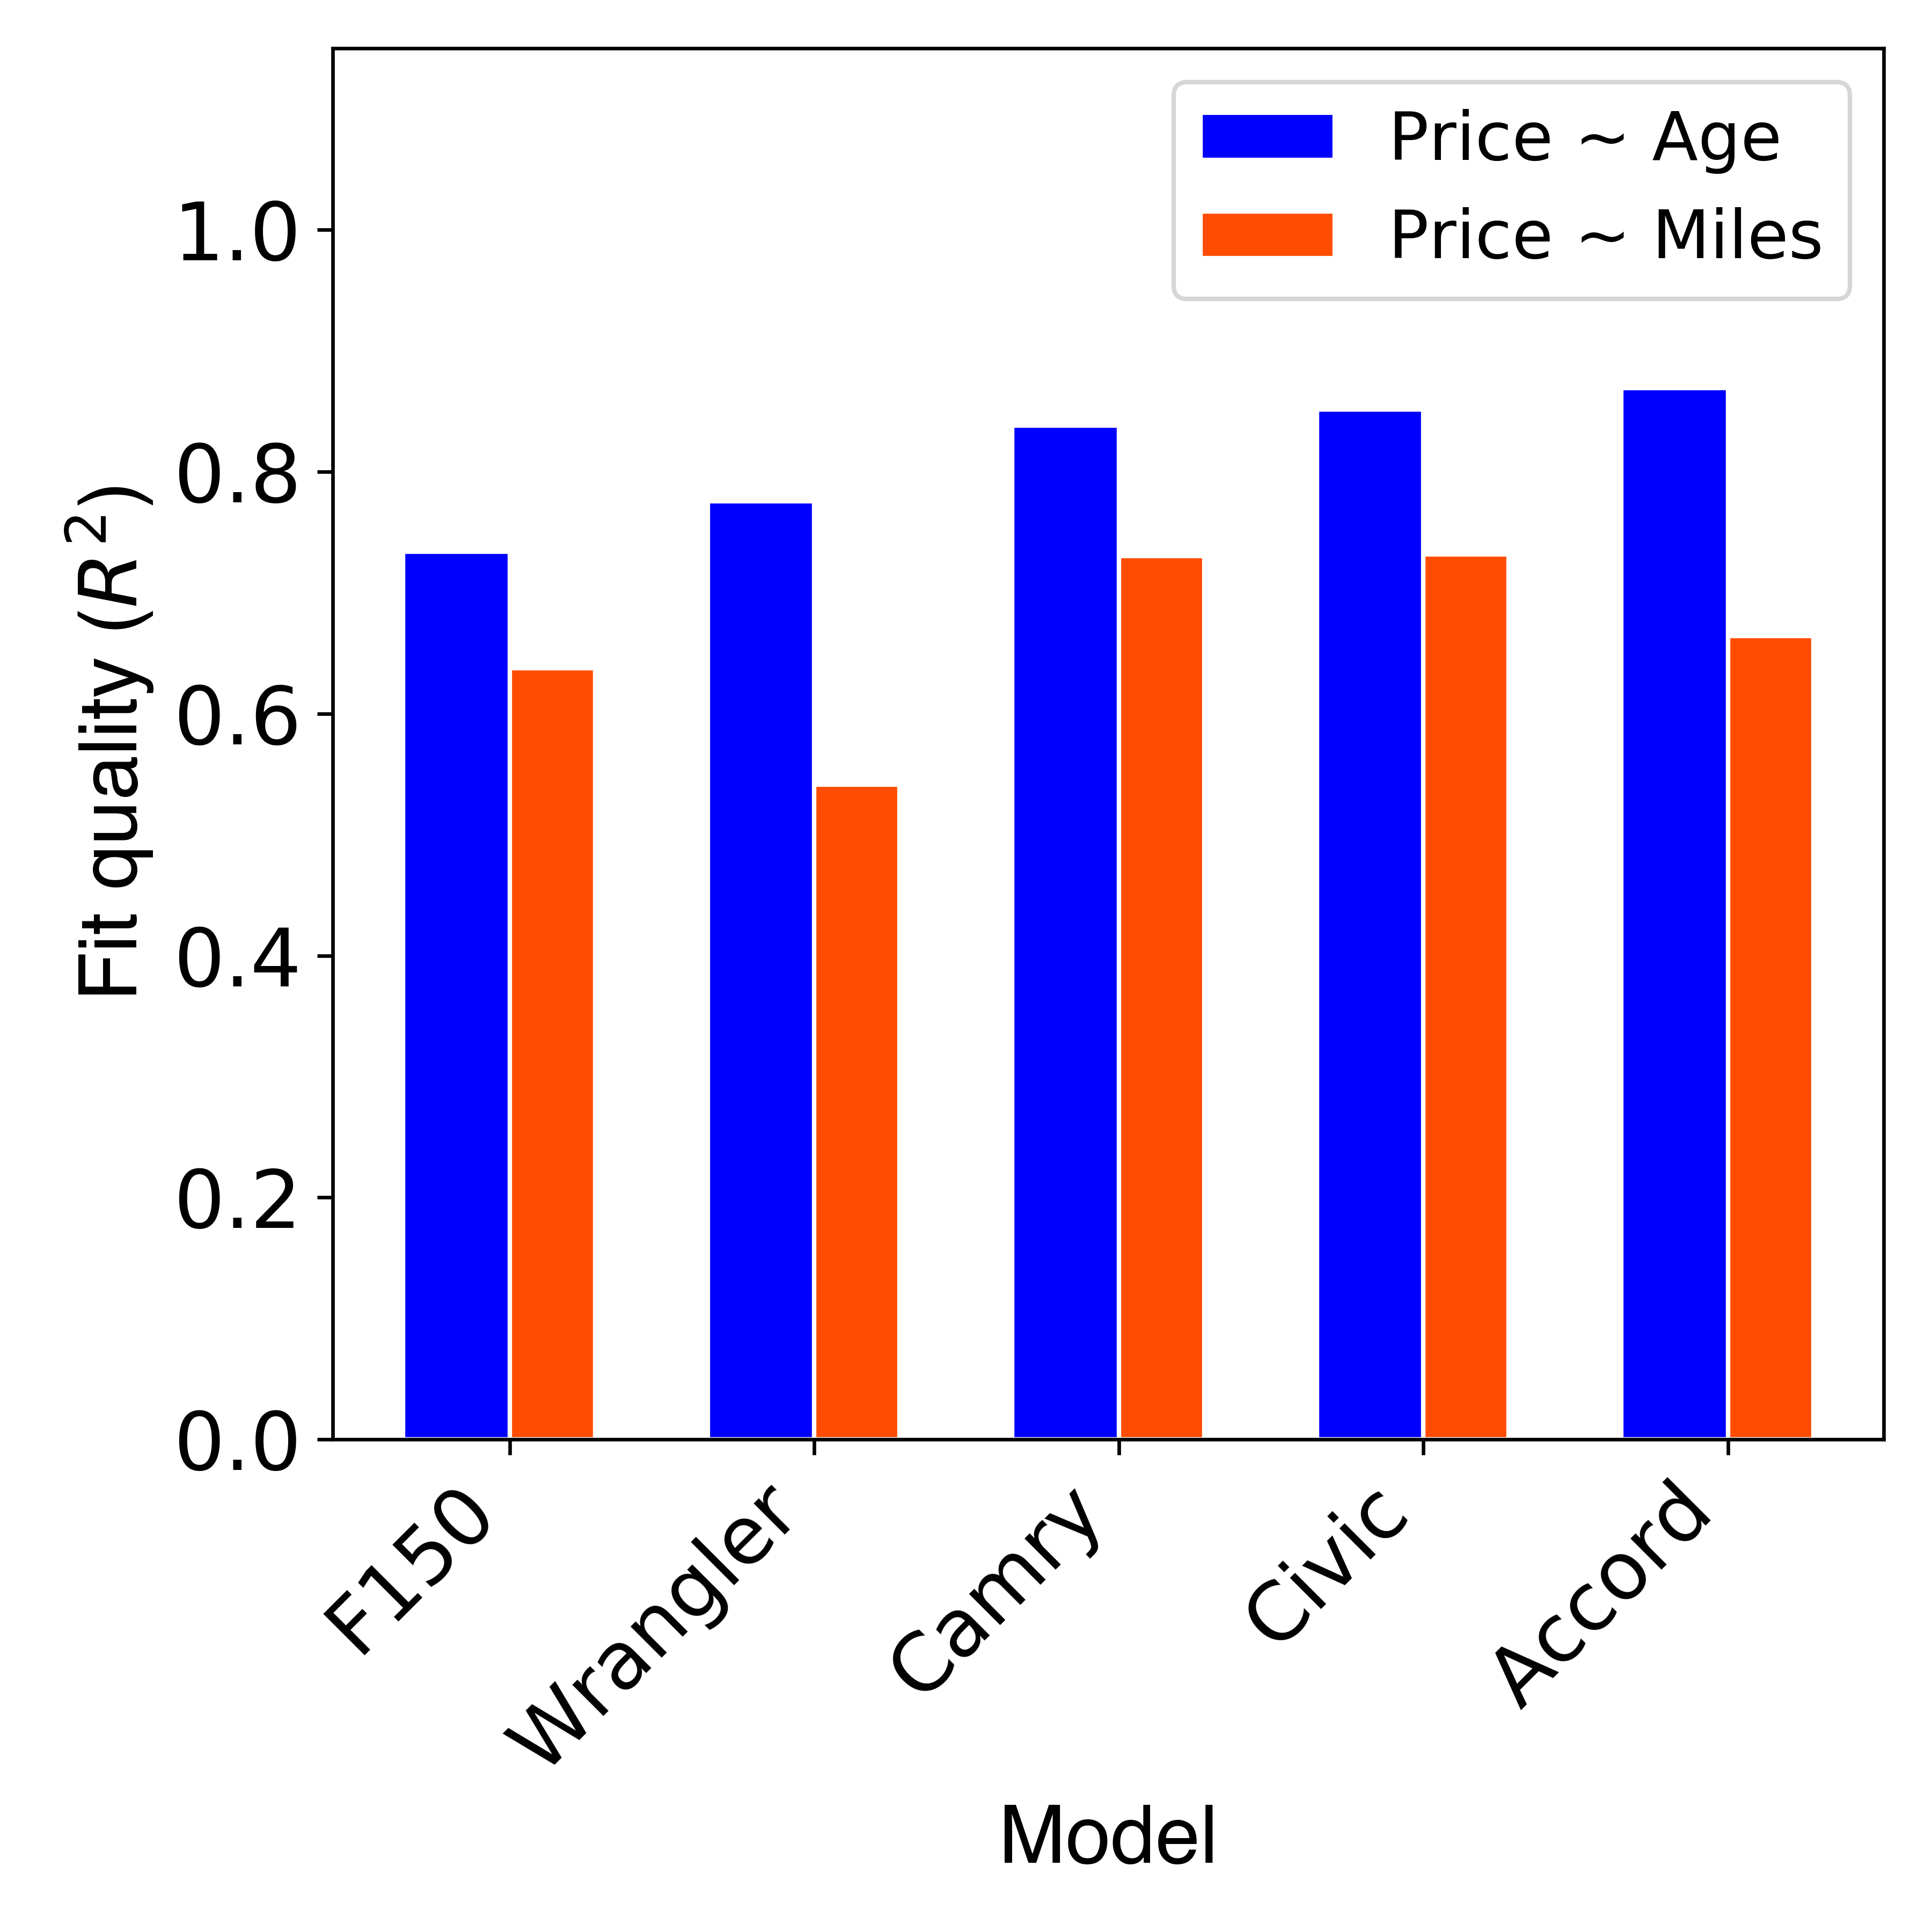 Price ~ Age
Price ~ Miles
Fit quality (R²)
1.0
0.8
0.6
0.4
0.2
0.0
F150
Wrangler
Camry
Civic
Accord
Model